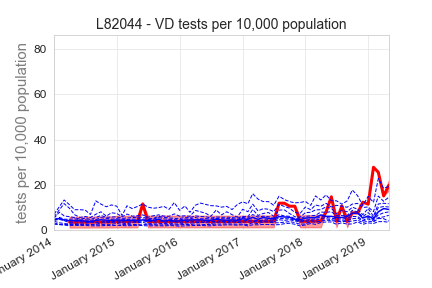 L82044 - VD tests per 10,000 population
tests per 10,000 population
80
60
40
20
0
nuary 2014
January 2015
January 2016
January 2017
January 2018
January 2019